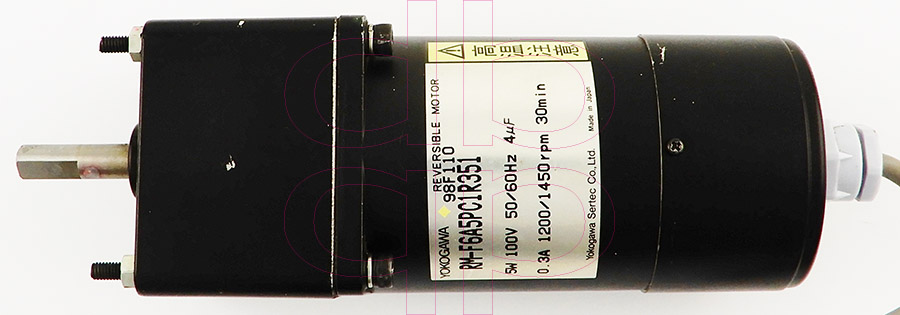 高温注意
YOKOGAWA REVERSIBLE MOTOR
98F110
RM-F6A5PC1R351
5W 100V 50/60Hz 4μF
0.3A 1200/1450rpm 30min
Yokogawa Sertec Co.,Ltd. Made in Japan